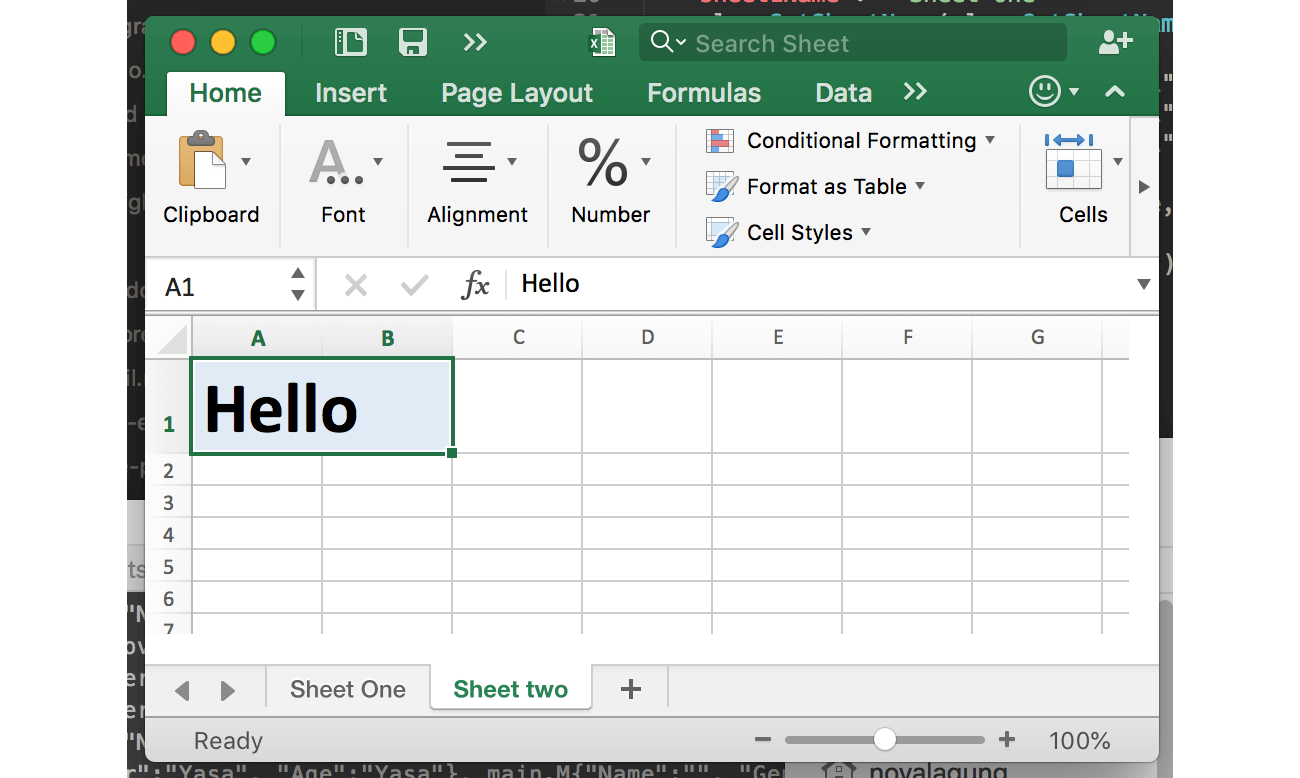 Search Sheet
Home Insert Page Layout Formulas Data
Conditional Formatting
Format as Table
Cell Styles
Clipboard Font Alignment Number Cells
A1 fx Hello
A B C D E F G
1 Hello
2
3
4
5
6
7
Sheet One Sheet two +
Ready 100%
r":"Yasa", "Age":"Yasa"}, main.M{"Name":"", "Ge
novalagung